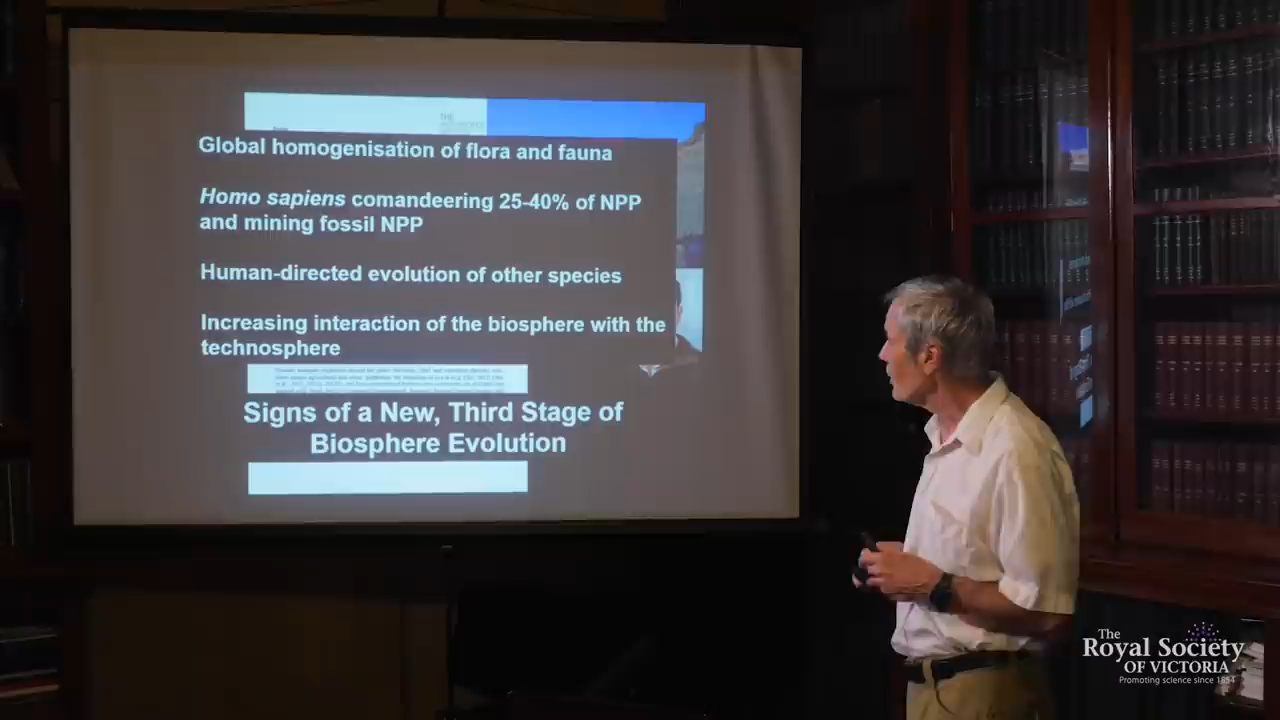 THE
Global homogenisation of flora and fauna
Homo sapiens comandeering 25-40% of NPP
and mining fossil NPP
Human-directed evolution of other species
Increasing interaction of the biosphere with the
technosphere
Signs of a New, Third Stage of
Biosphere Evolution
The
Royal Society
OF VICTORIA
Promoting science since 1854